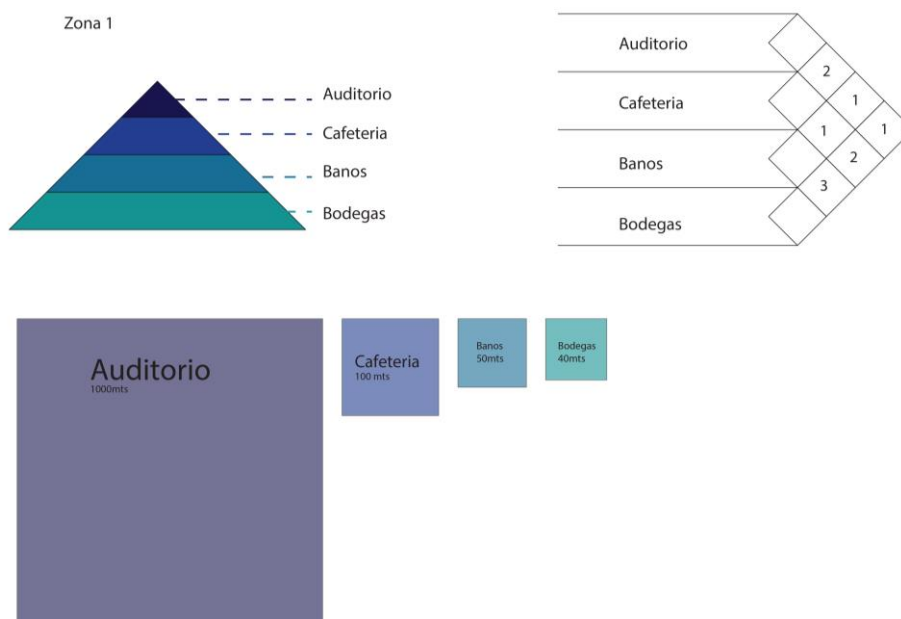 Zona 1
Auditorio
Cafeteria
Banos
Bodegas
Auditorio
Cafeteria
Banos
Bodegas
2
1
1
1
2
3
Auditorio
1000mts
Cafeteria
100 mts
Banos
50mts
Bodegas
40mts